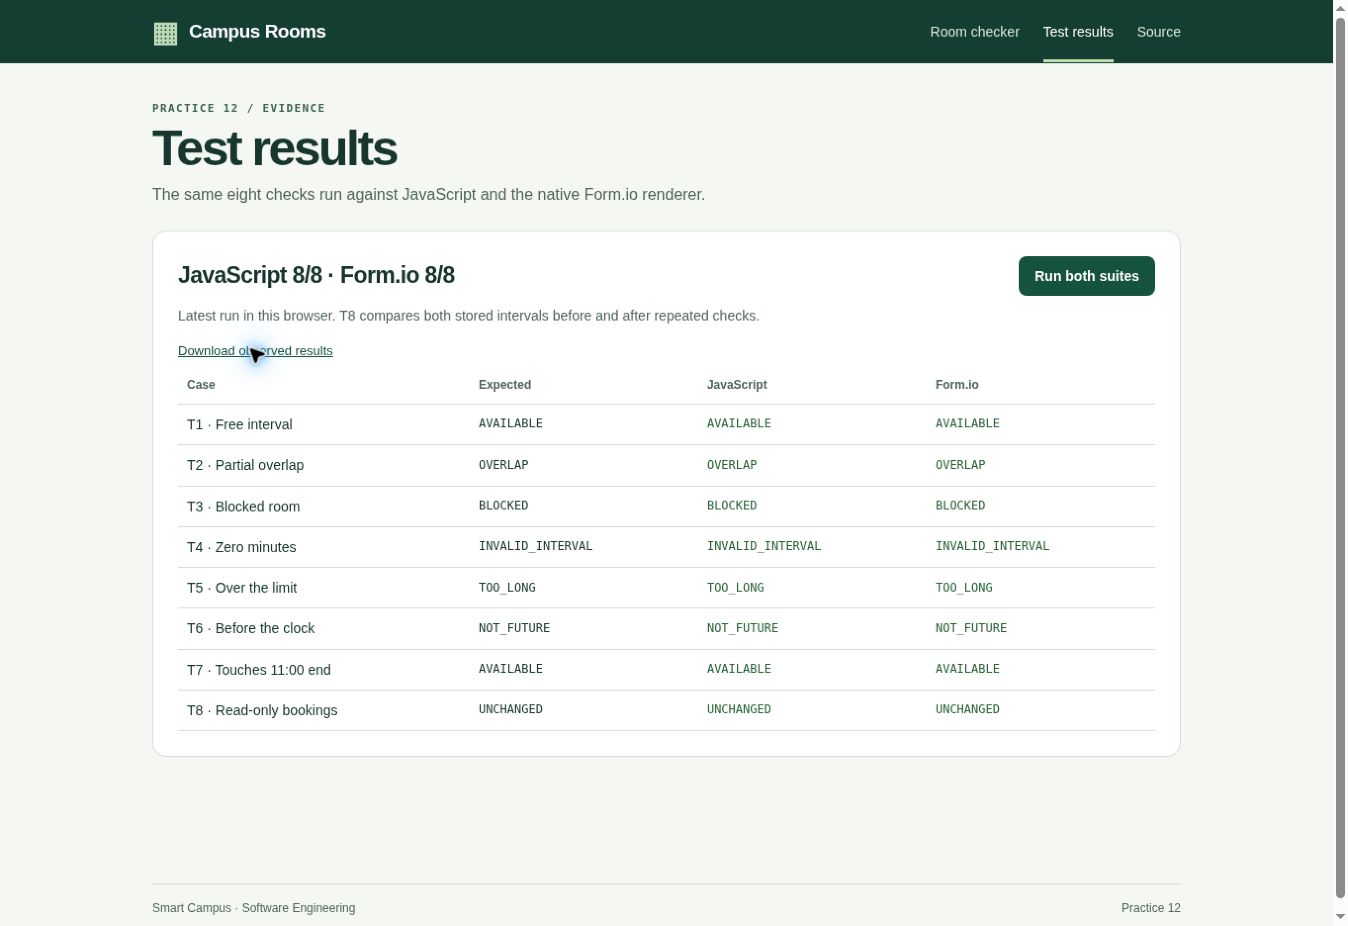 Campus Rooms
Room checker Test results Source
PRACTICE 12 / EVIDENCE
Test results
The same eight checks run against JavaScript and the native Form.io renderer.
JavaScript 8/8 · Form.io 8/8
Run both suites
Latest run in this browser. T8 compares both stored intervals before and after repeated checks.
Download observed results
Case Expected JavaScript Form.io
T1 · Free interval AVAILABLE AVAILABLE AVAILABLE
T2 · Partial overlap OVERLAP OVERLAP OVERLAP
T3 · Blocked room BLOCKED BLOCKED BLOCKED
T4 · Zero minutes INVALID_INTERVAL INVALID_INTERVAL INVALID_INTERVAL
T5 · Over the limit TOO_LONG TOO_LONG TOO_LONG
T6 · Before the clock NOT_FUTURE NOT_FUTURE NOT_FUTURE
T7 · Touches 11:00 end AVAILABLE AVAILABLE AVAILABLE
T8 · Read-only bookings UNCHANGED UNCHANGED UNCHANGED
Smart Campus · Software Engineering Practice 12